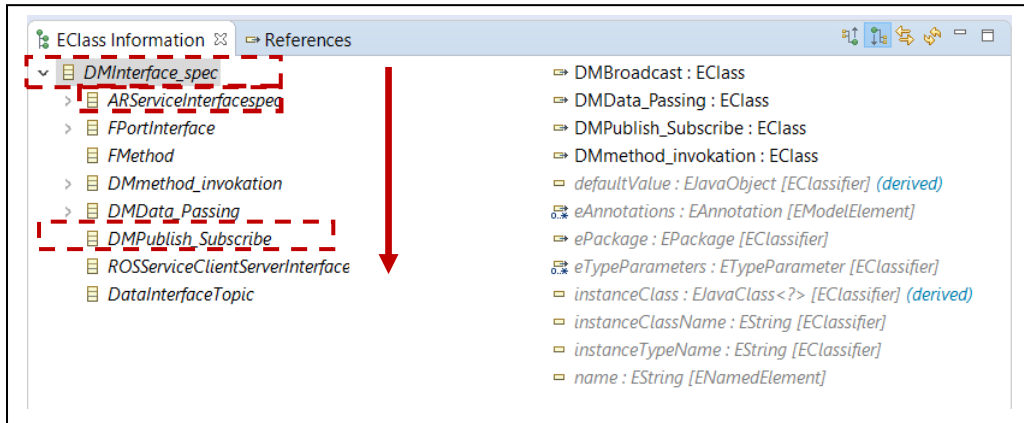 EClass Information References
DMInterface_spec
ARServiceInterfacespec
FPortInterface
FMethod
DMmethod_invokation
DMData_Passing
DMPublish_Subscribe
ROSServiceClientServerInterface
DataInterfaceTopic
DMBroadcast : EClass
DMData_Passing : EClass
DMPublish_Subscribe : EClass
DMmethod_invokation : EClass
defaultValue : EJavaObject [EClassifier] (derived)
eAnnotations : EAnnotation [EModelElement]
ePackage : EPackage [EClassifier]
eTypeParameters : ETypeParameter [EClassifier]
instanceClass : EJavaClass<?> [EClassifier] (derived)
instanceClassName : EString [EClassifier]
instanceTypeName : EString [EClassifier]
name : EString [ENamedElement]